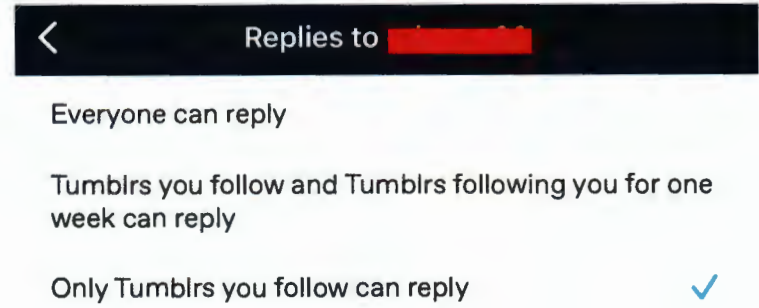 Replies to
Everyone can reply
Tumblrs you follow and Tumblrs following you for one
week can reply
Only Tumblrs you follow can reply